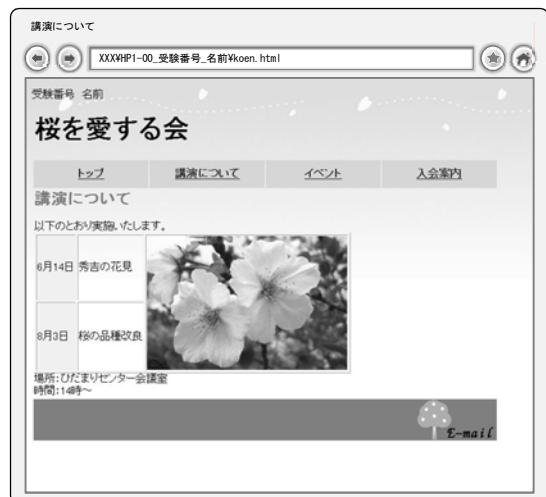 講演について
XXX¥HP1-00_受験番号_名前¥koen.html
受験番号 名前
桜を愛する会
トップ 講演について イベント 入会案内
講演について
以下のとおり実施いたします。
6月14日 秀吉の花見
8月3日 桜の品種改良
場所:ひだまりセンター会議室
時間:14時～
E-mail